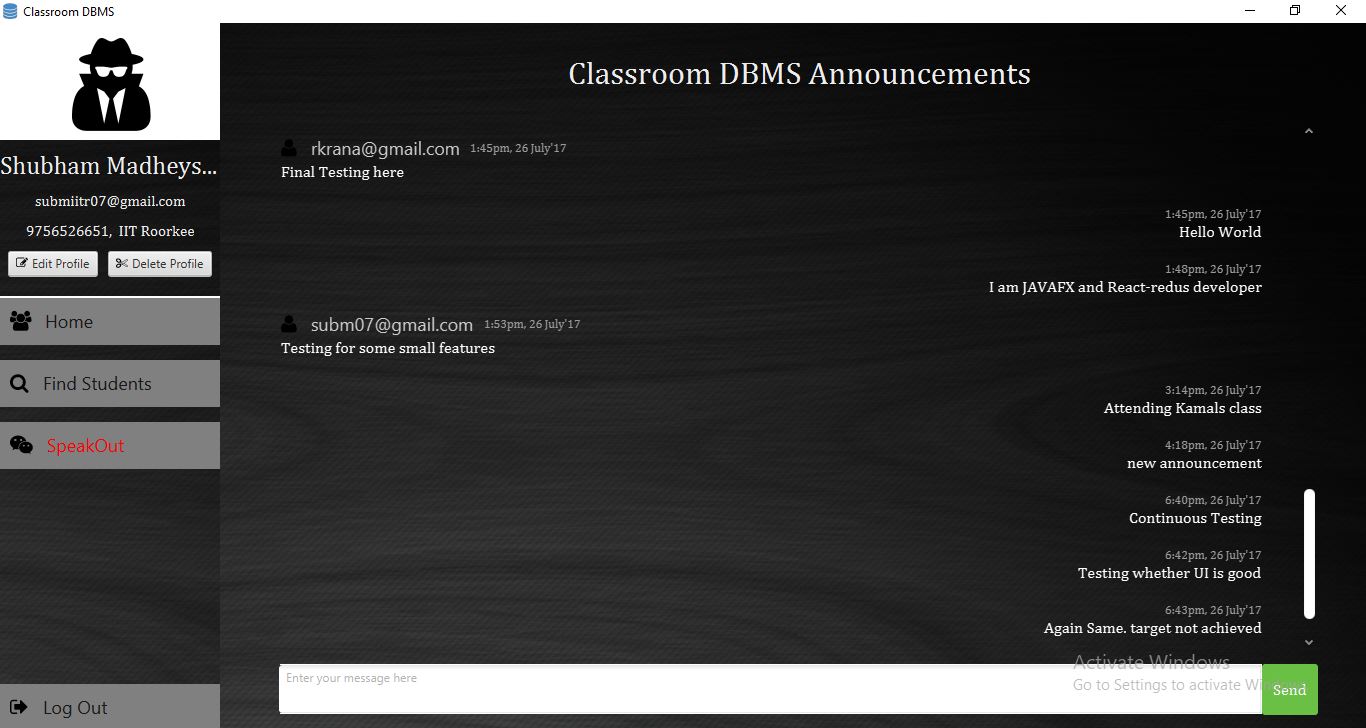 Classroom DBMS
Shubham Madheys...
submiitr07@gmail.com
9756526651, IIT Roorkee
Edit Profile Delete Profile
Home
Find Students
SpeakOut
Log Out
Classroom DBMS Announcements
rkrana@gmail.com 1:45pm, 26 July'17
Final Testing here
1:45pm, 26 July'17
Hello World
1:48pm, 26 July'17
I am JAVAFX and React-redus developer
subm07@gmail.com 1:53pm, 26 July'17
Testing for some small features
3:14pm, 26 July'17
Attending Kamals class
4:18pm, 26 July'17
new announcement
6:40pm, 26 July'17
Continuous Testing
6:42pm, 26 July'17
Testing whether UI is good
6:43pm, 26 July'17
Again Same. target not achieved
Enter your message here
Send
Activate Windows
Go to Settings to activate Windows.